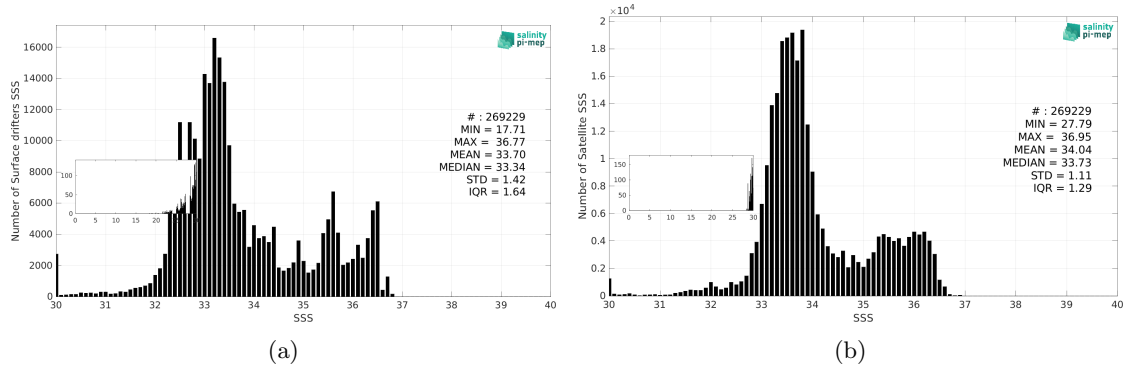 salinity
pi-mep
Number of Surface drifters SSS
16000
14000
12000
10000
8000
6000
4000
2000
0
# : 269229
MIN = 17.71
MAX = 36.77
MEAN = 33.70
MEDIAN = 33.34
STD = 1.42
IQR = 1.64
100
50
0
0 5 10 15 20 25
30 31 32 33 34 35 36 37 38 39 40
SSS
(a)
×10⁴
salinity
pi-mep
Number of Satellite SSS
2
1.8
1.6
1.4
1.2
1
0.8
0.6
0.4
0.2
0
# : 269229
MIN = 27.79
MAX = 36.95
MEAN = 34.04
MEDIAN = 33.73
STD = 1.11
IQR = 1.29
150
100
50
0
0 5 10 15 20 25 30
30 31 32 33 34 35 36 37 38 39 40
SSS
(b)